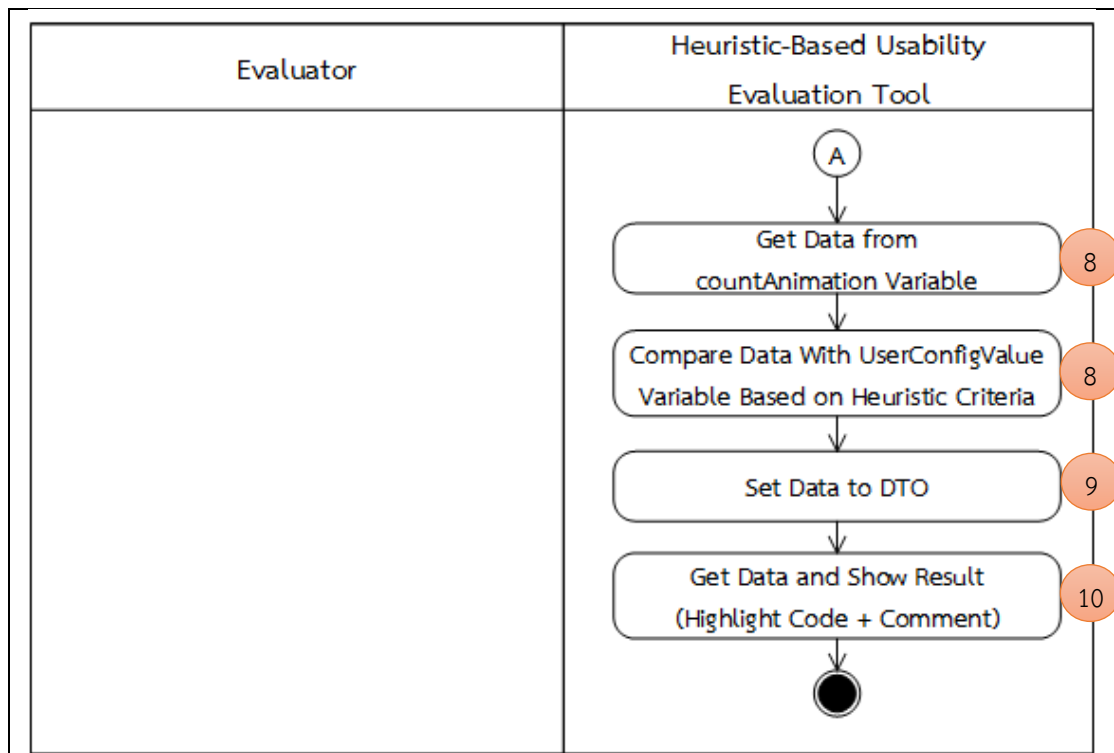 Evaluator
Heuristic-Based Usability
Evaluation Tool
A
Get Data from
countAnimation Variable
8
Compare Data With UserConfigValue
Variable Based on Heuristic Criteria
8
Set Data to DTO
9
Get Data and Show Result
(Highlight Code + Comment)
10